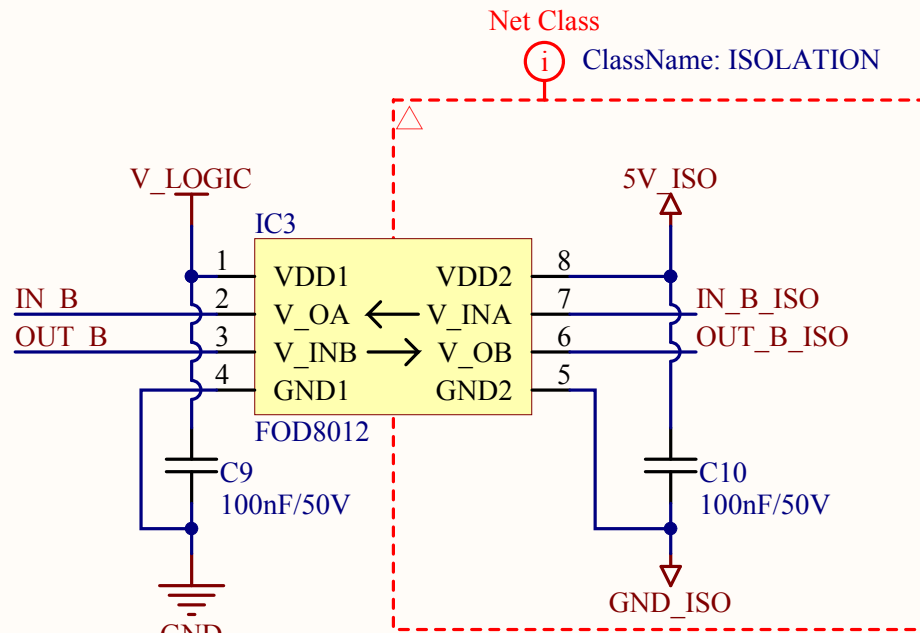 Net Class
i ClassName: ISOLATION
V_LOGIC
5V_ISO
IC3
1 VDD1 VDD2 8
IN_B 2 V_OA V_INA 7 IN_B_ISO
OUT_B 3 V_INB V_OB 6 OUT_B_ISO
4 GND1 GND2 5
FOD8012
C9
100nF/50V
C10
100nF/50V
GND_ISO
GND